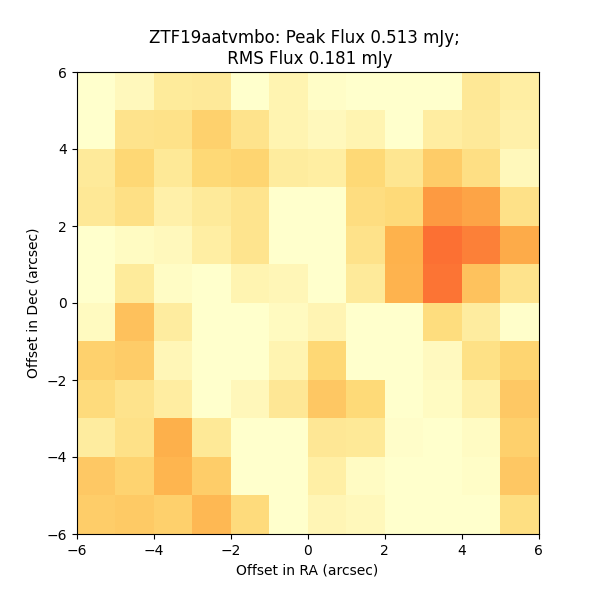 ZTF19aatvmbo: Peak Flux 0.513 mJy;
RMS Flux 0.181 mJy
6
4
2
0
−2
−4
−6
Offset in Dec (arcsec)
−6 −4 −2 0 2 4 6
Offset in RA (arcsec)